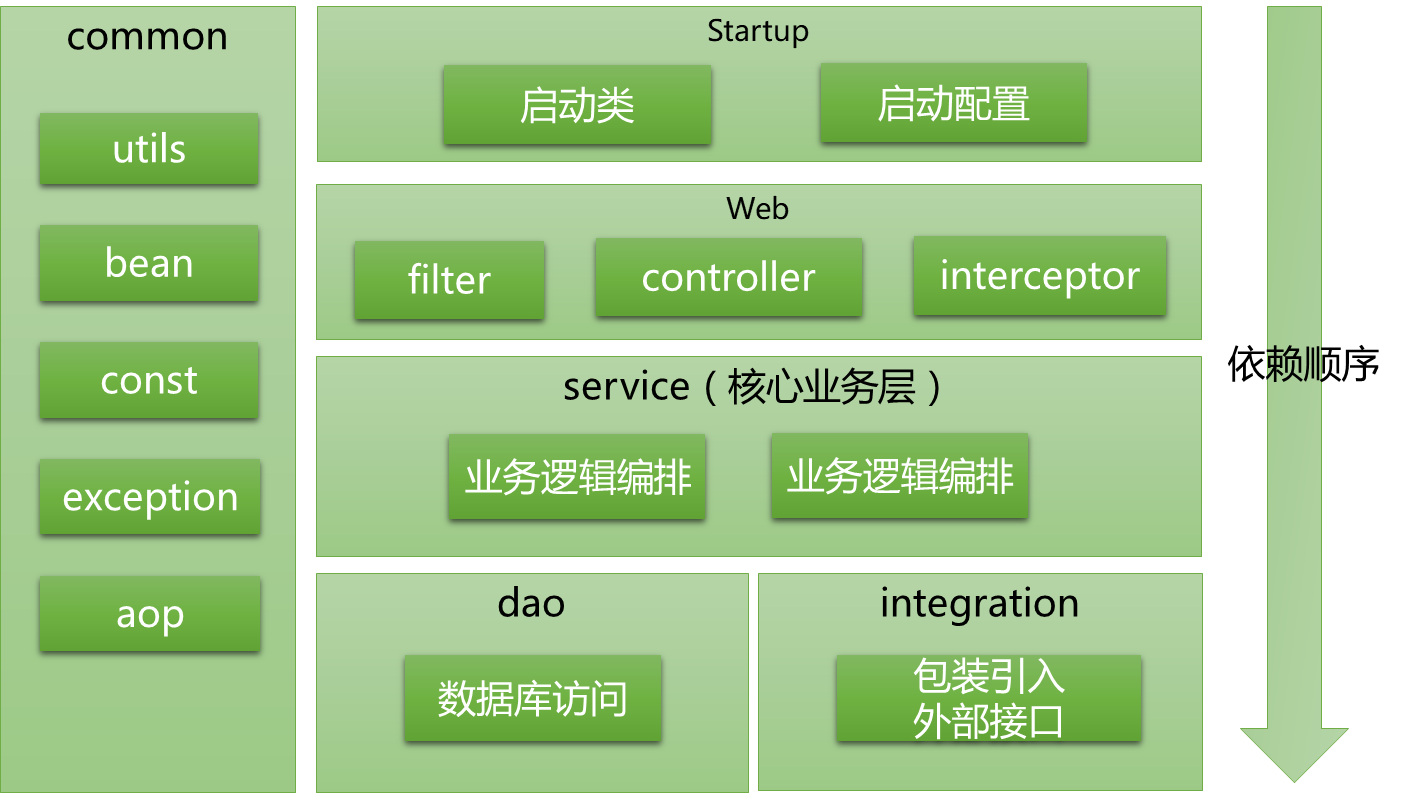 common
utils
bean
const
exception
aop
Startup
启动类
启动配置
Web
filter
controller
interceptor
service（核心业务层）
业务逻辑编排
业务逻辑编排
dao
数据库访问
integration
包装引入
外部接口
依赖顺序